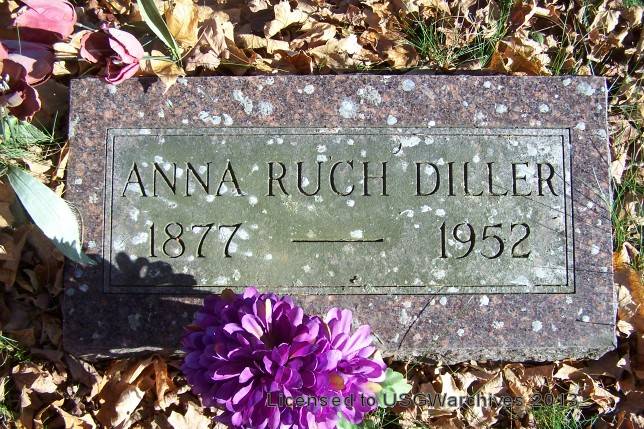 ANNA RUCH DILLER
1877 — 1952
Licensed to USGWarchives 2013